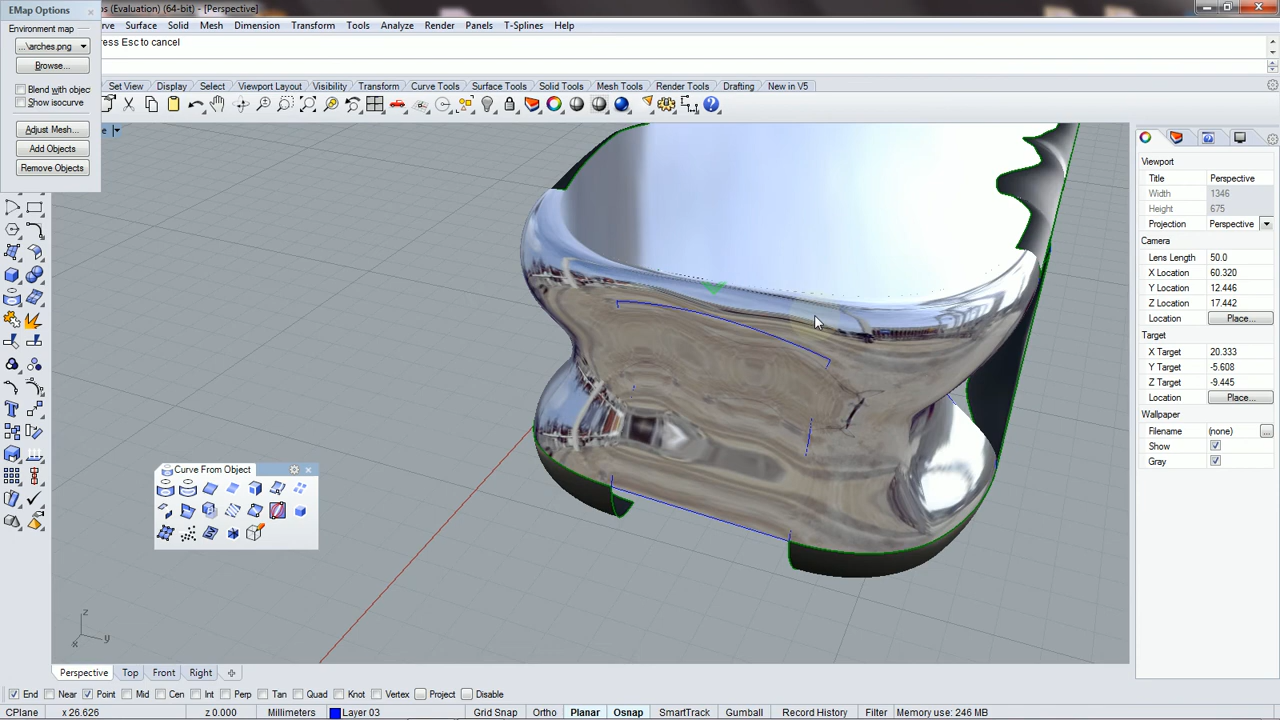 EMap Options
os (Evaluation) (64-bit) - [Perspective]
Curve Surface Solid Mesh Dimension Transform Tools Analyze Render Panels T-Splines Help
Environment map
...\arches.png
Browse...
Blend with objec
Show isocurve
Adjust Mesh...
Add Objects
Remove Objects
ress Esc to cancel
Set View Display Select Viewport Layout Visibility Transform Curve Tools Surface Tools Solid Tools Mesh Tools Render Tools Drafting New in V5
Viewport
Title Perspective
Width 1346
Height 675
Projection Perspective
Camera
Lens Length 50.0
X Location 60.320
Y Location 12.446
Z Location 17.442
Location Place...
Target
X Target 20.333
Y Target -5.608
Z Target -9.445
Location Place...
Wallpaper
Filename (none) ...
Show
Gray
Curve From Object
z
y
x
Perspective Top Front Right
End Near Point Mid Cen Int Perp Tan Quad Knot Vertex Project Disable
CPlane x 26.626 z 0.000 Millimeters Layer 03 Grid Snap Ortho Planar Osnap SmartTrack Gumball Record History Filter Memory use: 246 MB